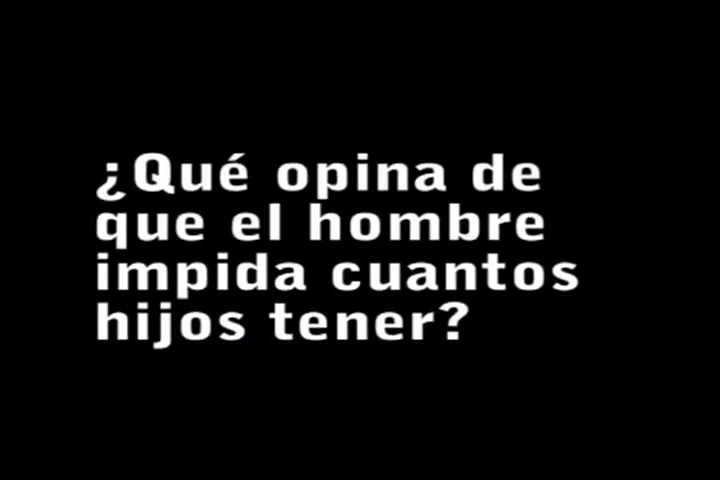 ¿Qué opina de
que el hombre
impida cuantos
hijos tener?